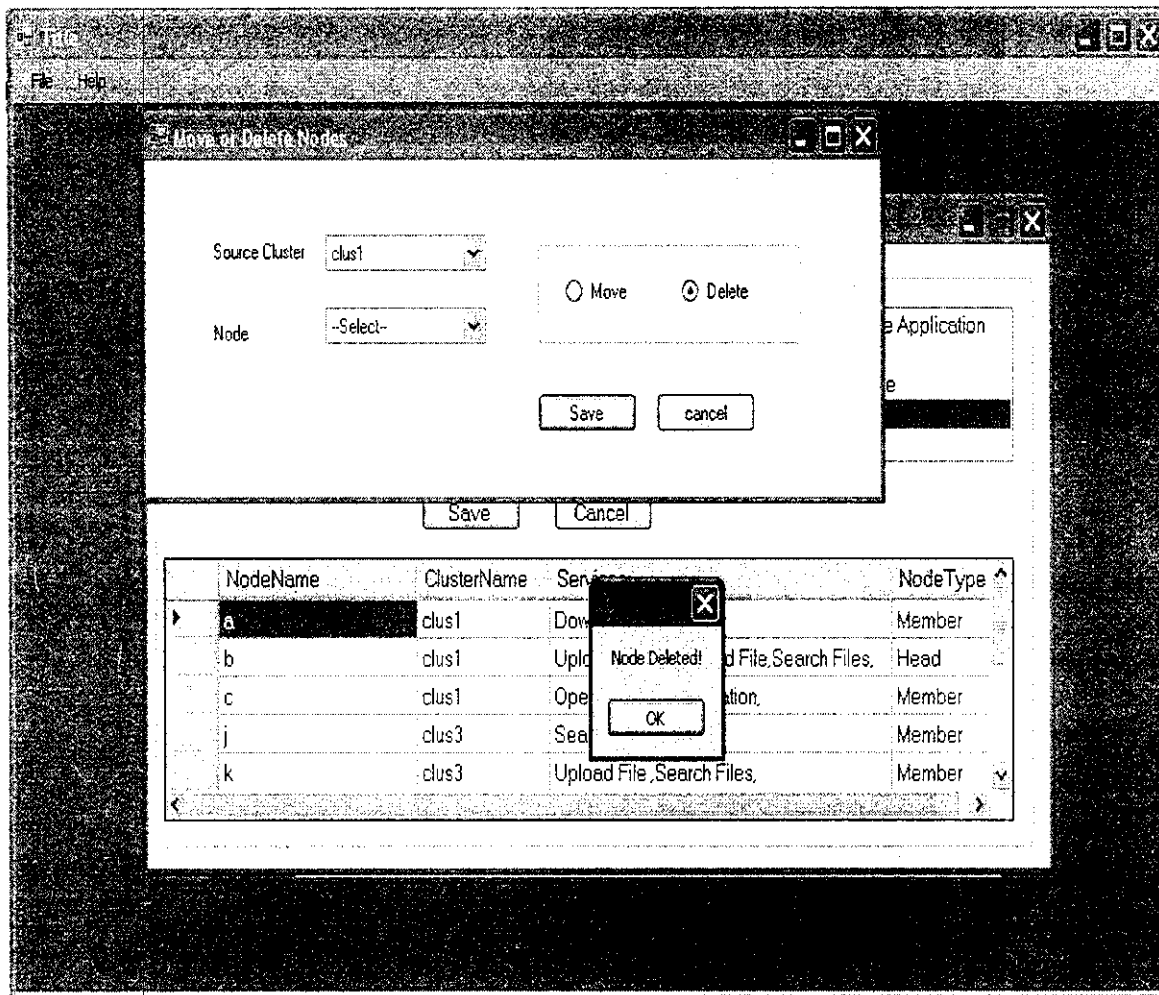 Title
File Help
Move or Delete Nodes
Source Cluster clus1
Move Delete
Node --Select--
e Application
e
Save cancel
Save Cancel
NodeName ClusterName Services NodeType
a clus1 Dow Member
b clus1 Uplo d File,Search Files, Head
c clus1 Ope ation, Member
j clus3 Sea Member
k clus3 Upload File ,Search Files, Member
Node Deleted!
OK